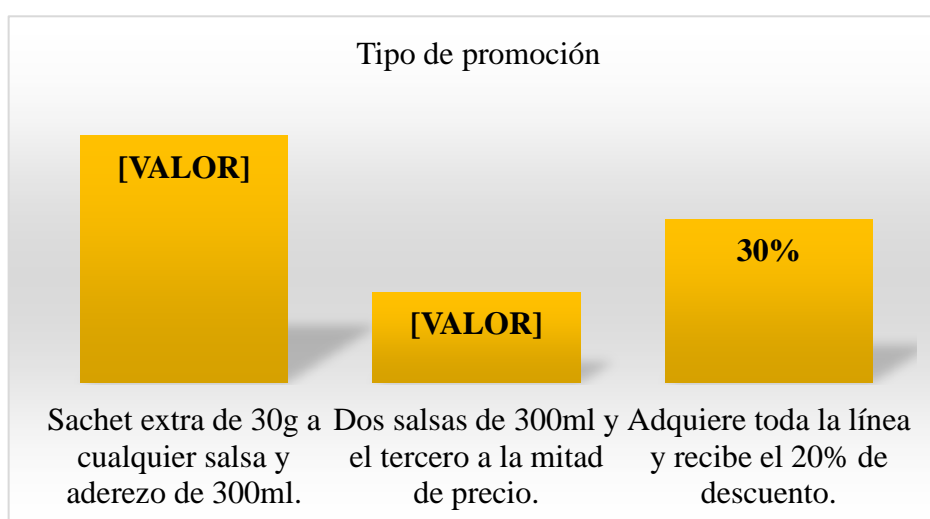 Tipo de promoción
[VALOR]
[VALOR]
30%
Sachet extra de 30g a
cualquier salsa y
aderezo de 300ml.
Dos salsas de 300ml y
el tercero a la mitad
de precio.
Adquiere toda la línea
y recibe el 20% de
descuento.